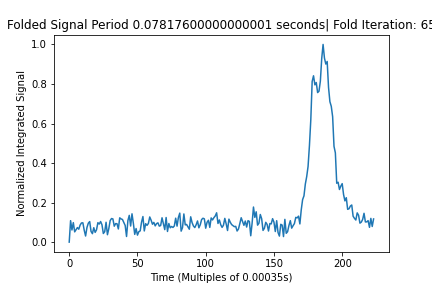 Folded Signal Period 0.07817600000000001 seconds| Fold Iteration: 65
1.0
0.8
0.6
0.4
0.2
0.0
Normalized Integrated Signal
0 50 100 150 200
Time (Multiples of 0.00035s)